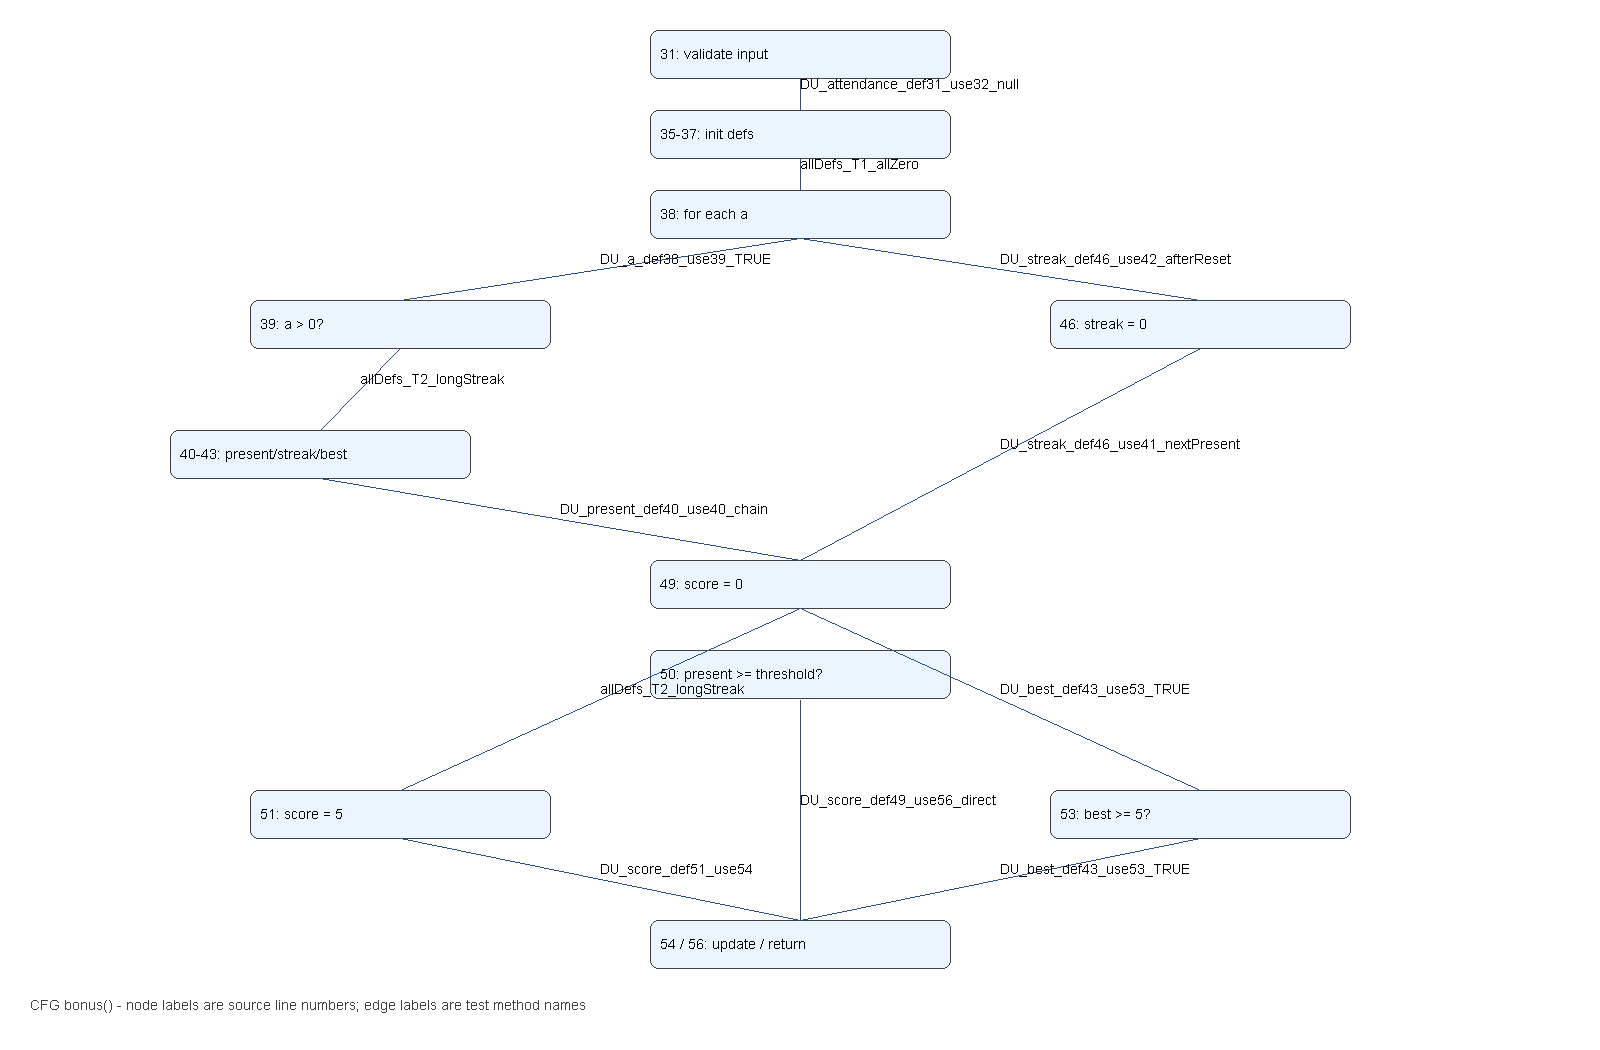 31: validate input
DU_attendance_def31_use32_null
35-37: init defs
allDefs_T1_allZero
38: for each a
DU_a_def38_use39_TRUE
DU_streak_def46_use42_afterReset
39: a > 0?
46: streak = 0
allDefs_T2_longStreak
DU_streak_def46_use41_nextPresent
40-43: present/streak/best
DU_present_def40_use40_chain
49: score = 0
50: present >= threshold?
allDefs_T2_longStreak
DU_best_def43_use53_TRUE
DU_score_def49_use56_direct
51: score = 5
53: best >= 5?
DU_score_def51_use54
DU_best_def43_use53_TRUE
54 / 56: update / return
CFG bonus() - node labels are source line numbers; edge labels are test method names